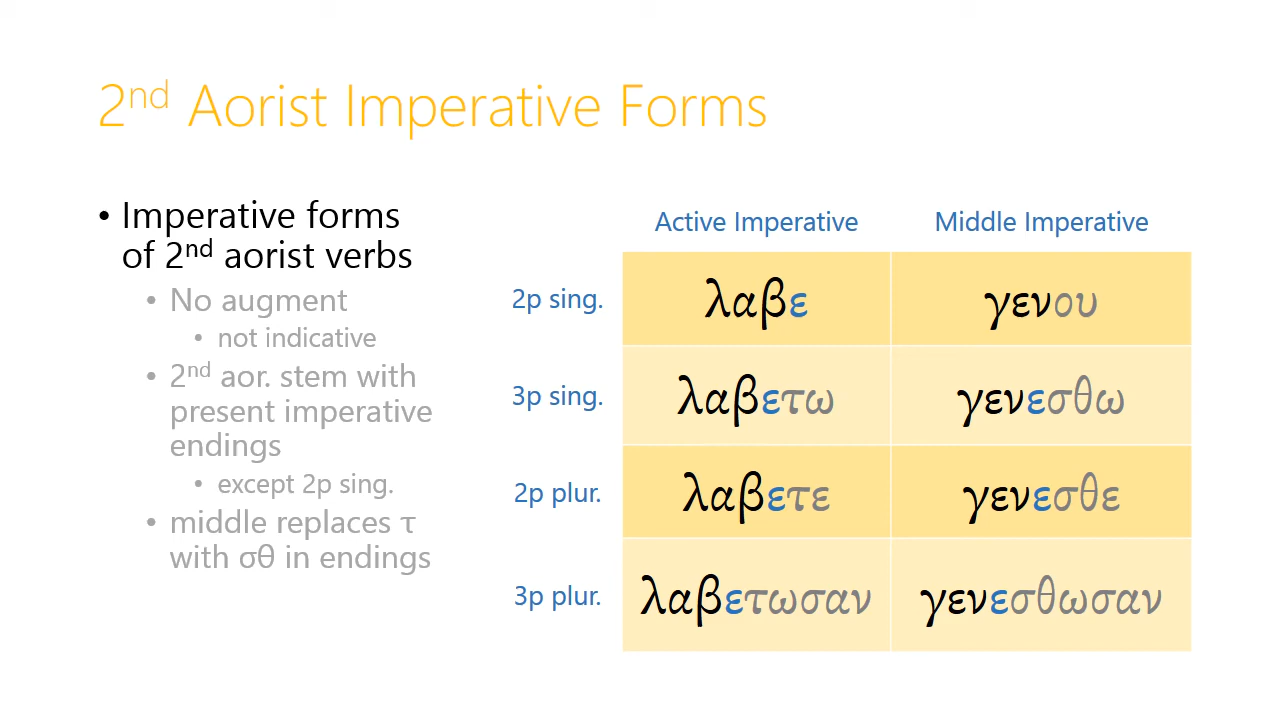 2nd Aorist Imperative Forms
• Imperative forms
of 2nd aorist verbs
• No augment
• not indicative
• 2nd aor. stem with
present imperative
endings
• except 2p sing.
• middle replaces τ
with σθ in endings
Active Imperative Middle Imperative
2p sing. λαβε γενου
3p sing. λαβετω γενεσθω
2p plur. λαβετε γενεσθε
3p plur. λαβετωσαν γενεσθωσαν